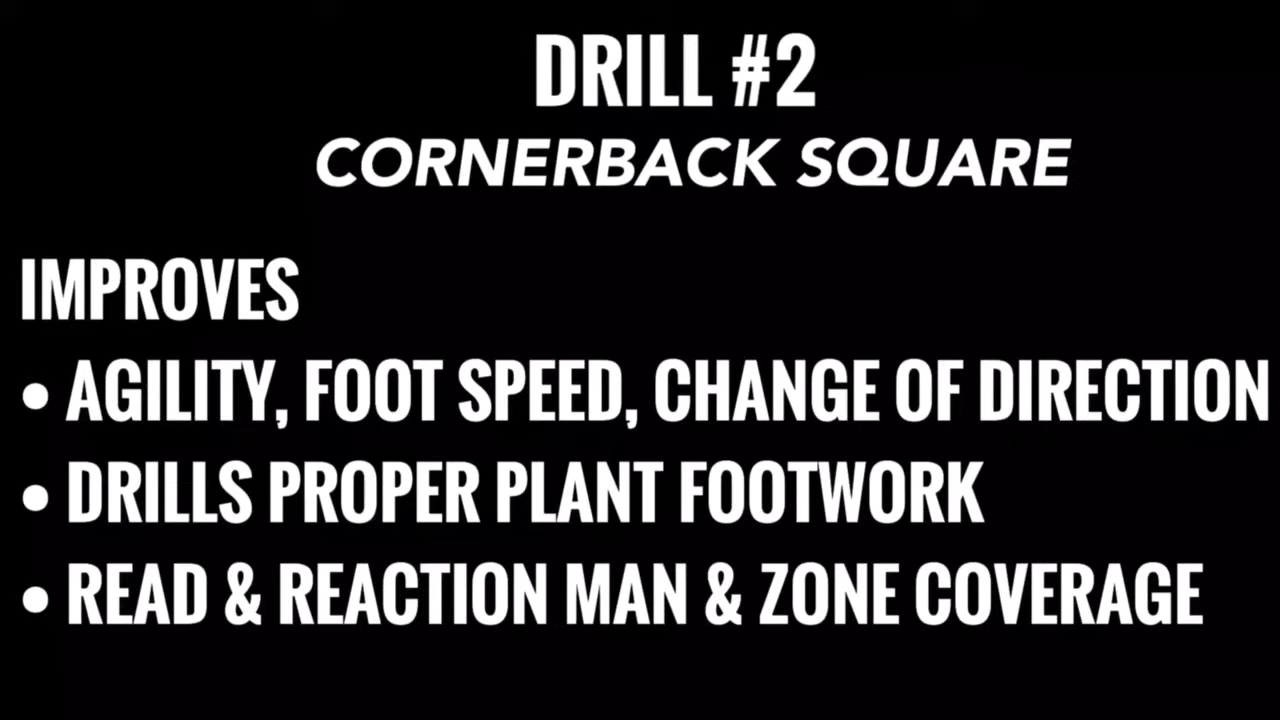 DRILL #2
CORNERBACK SQUARE
IMPROVES
• AGILITY, FOOT SPEED, CHANGE OF DIRECTION
• DRILLS PROPER PLANT FOOTWORK
• READ & REACTION MAN & ZONE COVERAGE